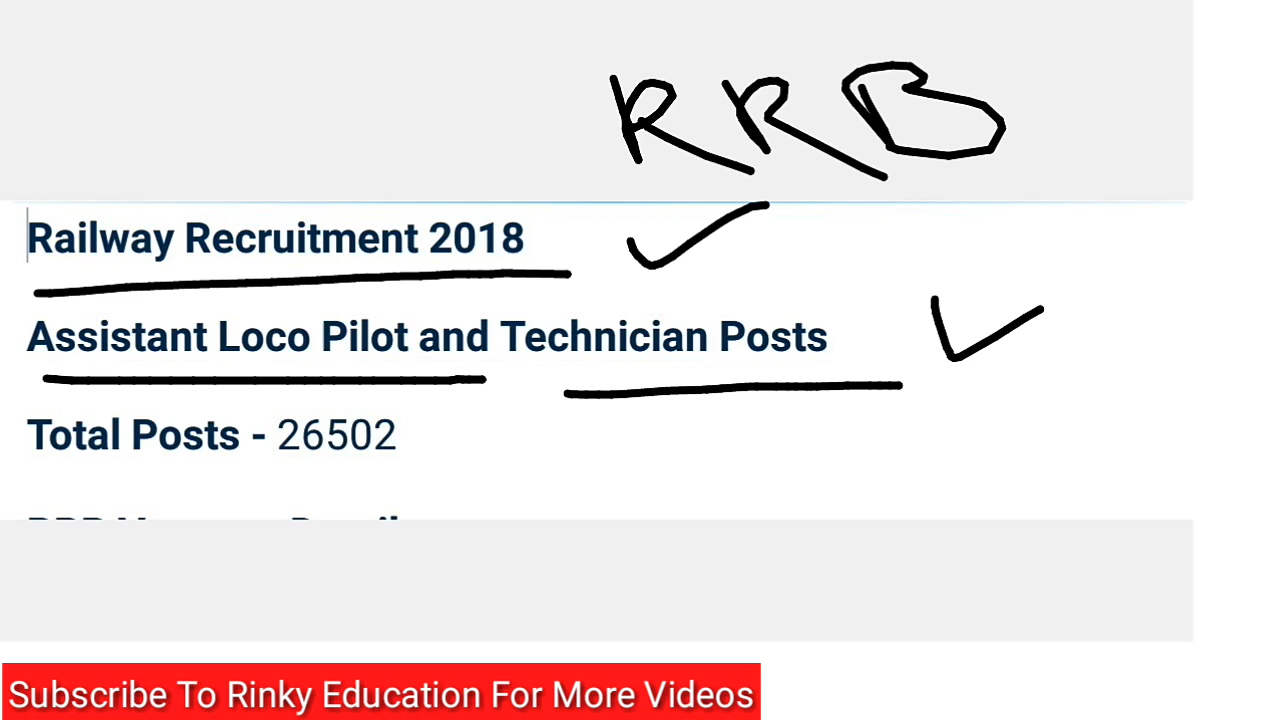 RRB
Railway Recruitment 2018
Assistant Loco Pilot and Technician Posts
Total Posts - 26502
Subscribe To Rinky Education For More Videos